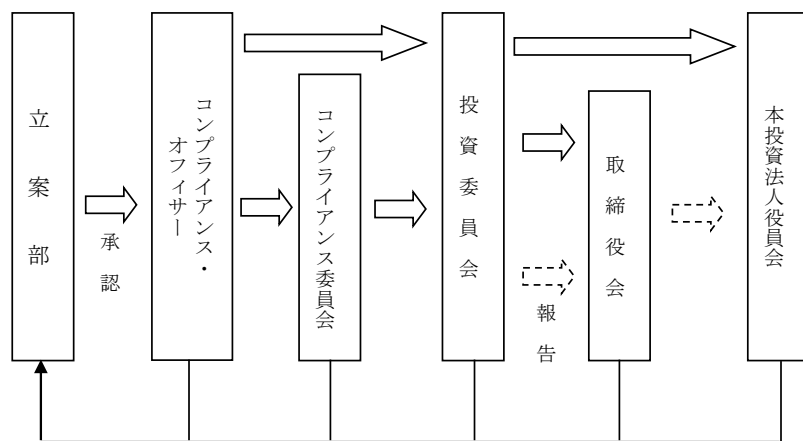 立案部
承認
コンプライアンス・
オフィサー
コンプライアンス委員会
投資委員会
報告
取締役会
本投資法人役員会